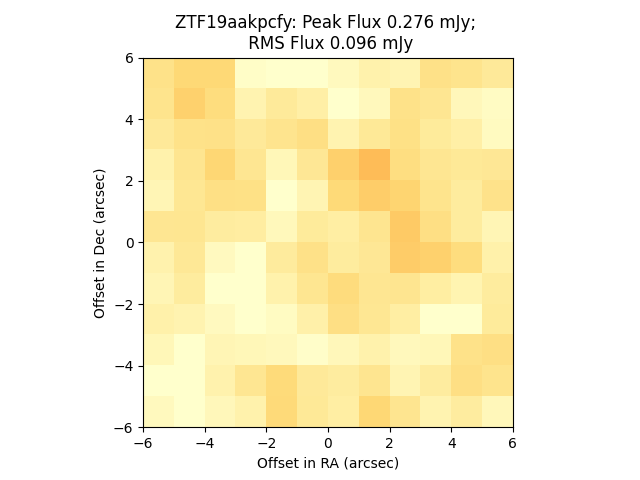 ZTF19aakpcfy: Peak Flux 0.276 mJy;
RMS Flux 0.096 mJy
6
4
2
0
−2
−4
−6
Offset in Dec (arcsec)
−6 −4 −2 0 2 4 6
Offset in RA (arcsec)